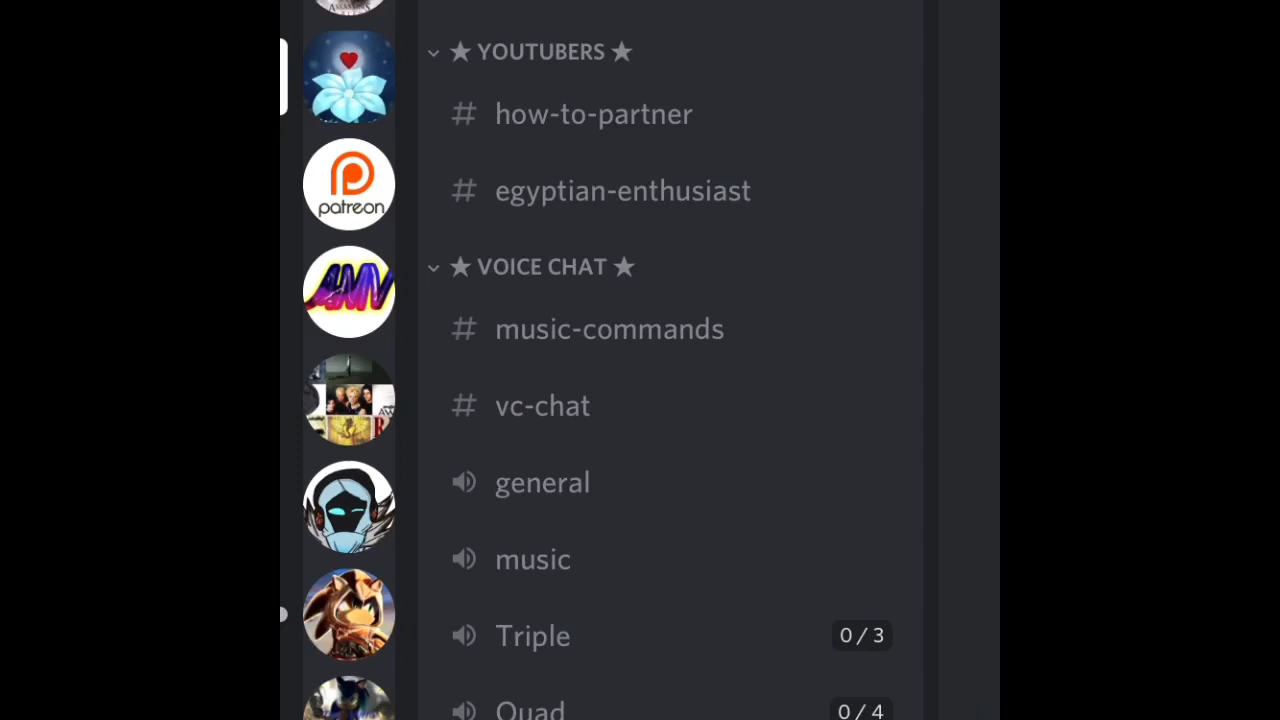 ★ YOUTUBERS ★
# how-to-partner
patreon
# egyptian-enthusiast
★ VOICE CHAT ★
AMV
# music-commands
# vc-chat
general
music
Triple 0 / 3
Quad 0 / 4